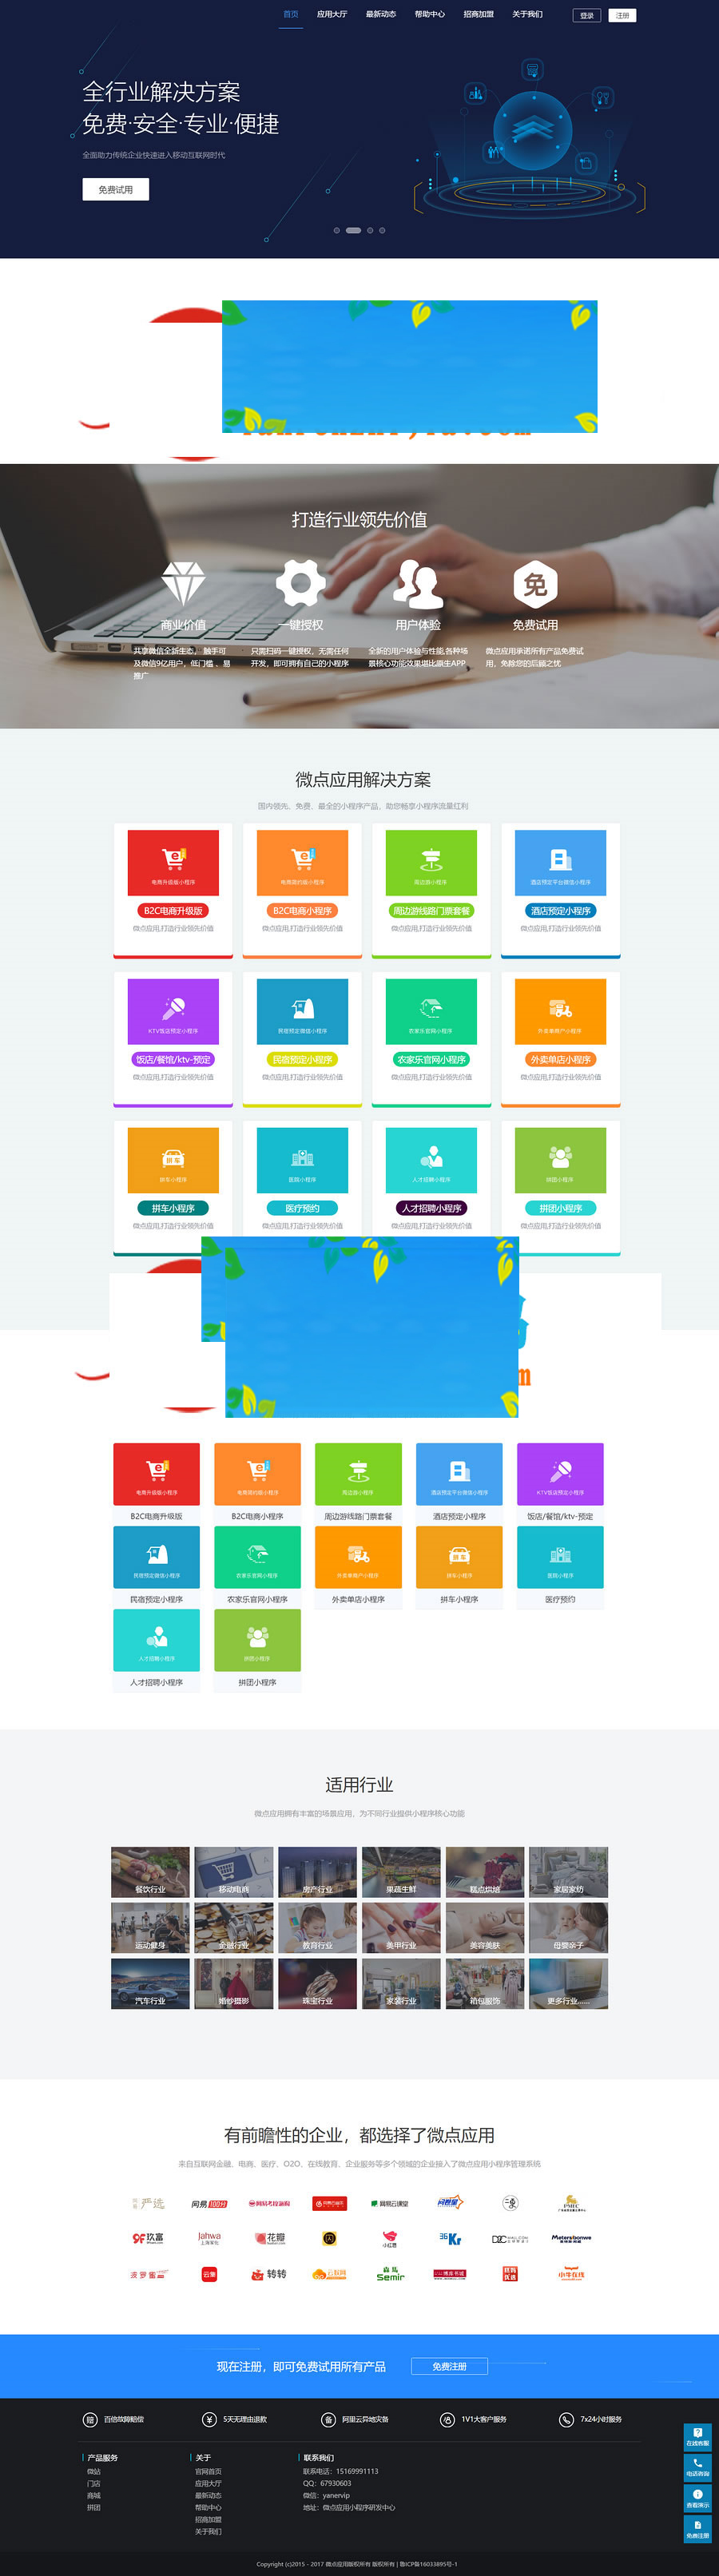 首页 应用大厅 最新动态 帮助中心 招商加盟 关于我们 登录 注册
全行业解决方案
免费·安全·专业·便捷
全面助力传统企业快速进入移动互联网时代
免费试用
打造行业领先价值
商业价值 一键授权 用户体验 免费试用
免
共享微信全新生态， 触手可
及微信9亿用户，低门槛 、易
推广
只需扫码一键授权，无需任何
开发，即可拥有自己的小程序
全新的用户体验与性能,各种场
景核心功能效果堪比原生APP
微点应用承诺所有产品免费试
用，免除您的后顾之忧
微点应用解决方案
国内领先、免费、最全的小程序产品，助您畅享小程序流量红利
电商升级版小程序 电商简约版小程序 周边游小程序 酒店预定平台微信小程序
B2C电商升级版 B2C电商小程序 周边游线路门票套餐 酒店预定小程序
微点应用,打造行业领先价值 微点应用,打造行业领先价值 微点应用,打造行业领先价值 微点应用,打造行业领先价值
KTV饭店预定小程序 民宿预定微信小程序 农家乐官网小程序 外卖单商户小程序
饭店/餐馆/ktv-预定 民宿预定小程序 农家乐官网小程序 外卖单店小程序
微点应用,打造行业领先价值 微点应用,打造行业领先价值 微点应用,打造行业领先价值 微点应用,打造行业领先价值
拼车小程序 医院小程序 人才招聘小程序 拼团小程序
拼车小程序 医疗预约 人才招聘小程序 拼团小程序
微点应用,打造行业领先价值 微点应用,打造行业领先价值 微点应用,打造行业领先价值 微点应用,打造行业领先价值
电商升级版小程序 电商简约版小程序 周边游小程序 酒店预定平台微信小程序 KTV饭店预定小程序
B2C电商升级版 B2C电商小程序 周边游线路门票套餐 酒店预定小程序 饭店/餐馆/ktv-预定
民宿预定微信小程序 农家乐官网小程序 外卖单商户小程序 拼车小程序 医院小程序
民宿预定小程序 农家乐官网小程序 外卖单店小程序 拼车小程序 医疗预约
人才招聘小程序 拼团小程序
人才招聘小程序 拼团小程序
适用行业
微点应用拥有丰富的场景应用，为不同行业提供小程序核心功能
餐饮行业 移动电商 房产行业 果蔬生鲜 糕点烘焙 家居家纺
运动健身 金融行业 教育行业 美甲行业 美容美肤 母婴亲子
汽车行业 婚纱摄影 珠宝行业 家装行业 箱包服饰 更多行业......
有前瞻性的企业，都选择了微点应用
来自互联网金融、电商、医疗、O2O、在线教育、企业服务等多个领域的企业接入了微点应用小程序管理系统
严选 网易100分 网易考拉海购 网易云音乐 网易云课堂 问卷星 PMEC
玖富 Jahwa 花瓣 小红书 36Kr D2C Metersbonwe
菠萝蜜 云集 转转 森马 Semir 博库书城 小牛在线
现在注册，即可免费试用所有产品 免费注册
百倍故障赔偿 5天无理由退款 阿里云异地灾备 1V1大客户服务 7x24小时服务
产品服务
微站
门店
商城
拼团
关于
官网首页
应用大厅
最新动态
帮助中心
招商加盟
关于我们
联系我们
联系电话：15169991113
QQ：67930603
微信：yanervip
地址：微点应用小程序研发中心
在线客服
电话咨询
查看演示
免费注册
Copyright (c)2015 - 2017 微点应用版权所有 版权所有 | 鲁ICP备16033895号-1